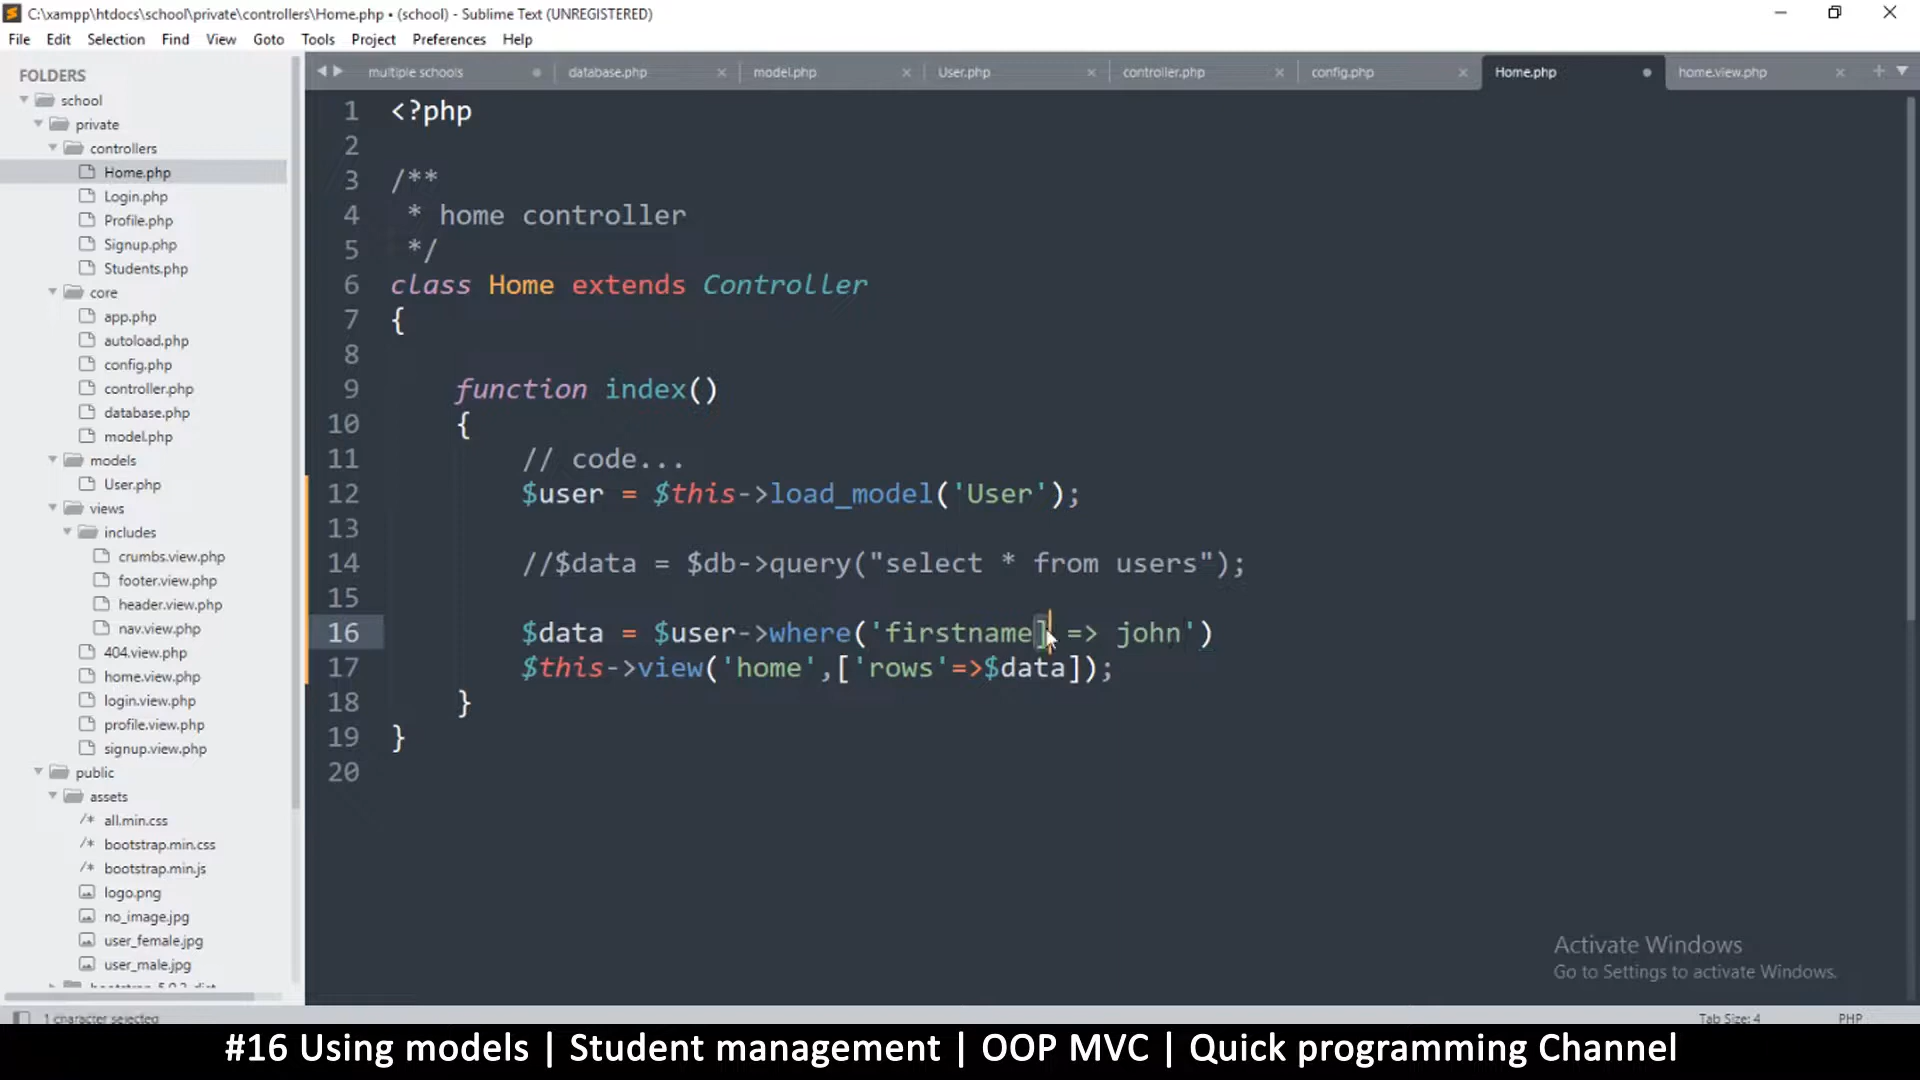 C:\xampp\htdocs\school\private\controllers\Home.php • (school) - Sublime Text (UNREGISTERED)
File Edit Selection Find View Goto Tools Project Preferences Help
FOLDERS
school
private
controllers
Home.php
Login.php
Profile.php
Signup.php
Students.php
core
app.php
autoload.php
config.php
controller.php
database.php
model.php
models
User.php
views
includes
crumbs.view.php
footer.view.php
header.view.php
nav.view.php
404.view.php
home.view.php
login.view.php
profile.view.php
signup.view.php
public
assets
/* all.min.css
/* bootstrap.min.css
/* bootstrap.min.js
logo.png
no_image.jpg
user_female.jpg
user_male.jpg
multiple schools database.php model.php User.php controller.php config.php Home.php home.view.php
1 <?php
2
3 /**
4 * home controller
5 */
6 class Home extends Controller
7 {
8
9 function index()
10 {
11 // code...
12 $user = $this->load_model('User');
13
14 //$data = $db->query("select * from users");
15
16 $data = $user->where('firstname] => john')
17 $this->view('home',['rows'=>$data]);
18 }
19 }
20
Activate Windows
Go to Settings to activate Windows.
1 character selected Tab Size: 4 PHP
#16 Using models | Student management | OOP MVC | Quick programming Channel